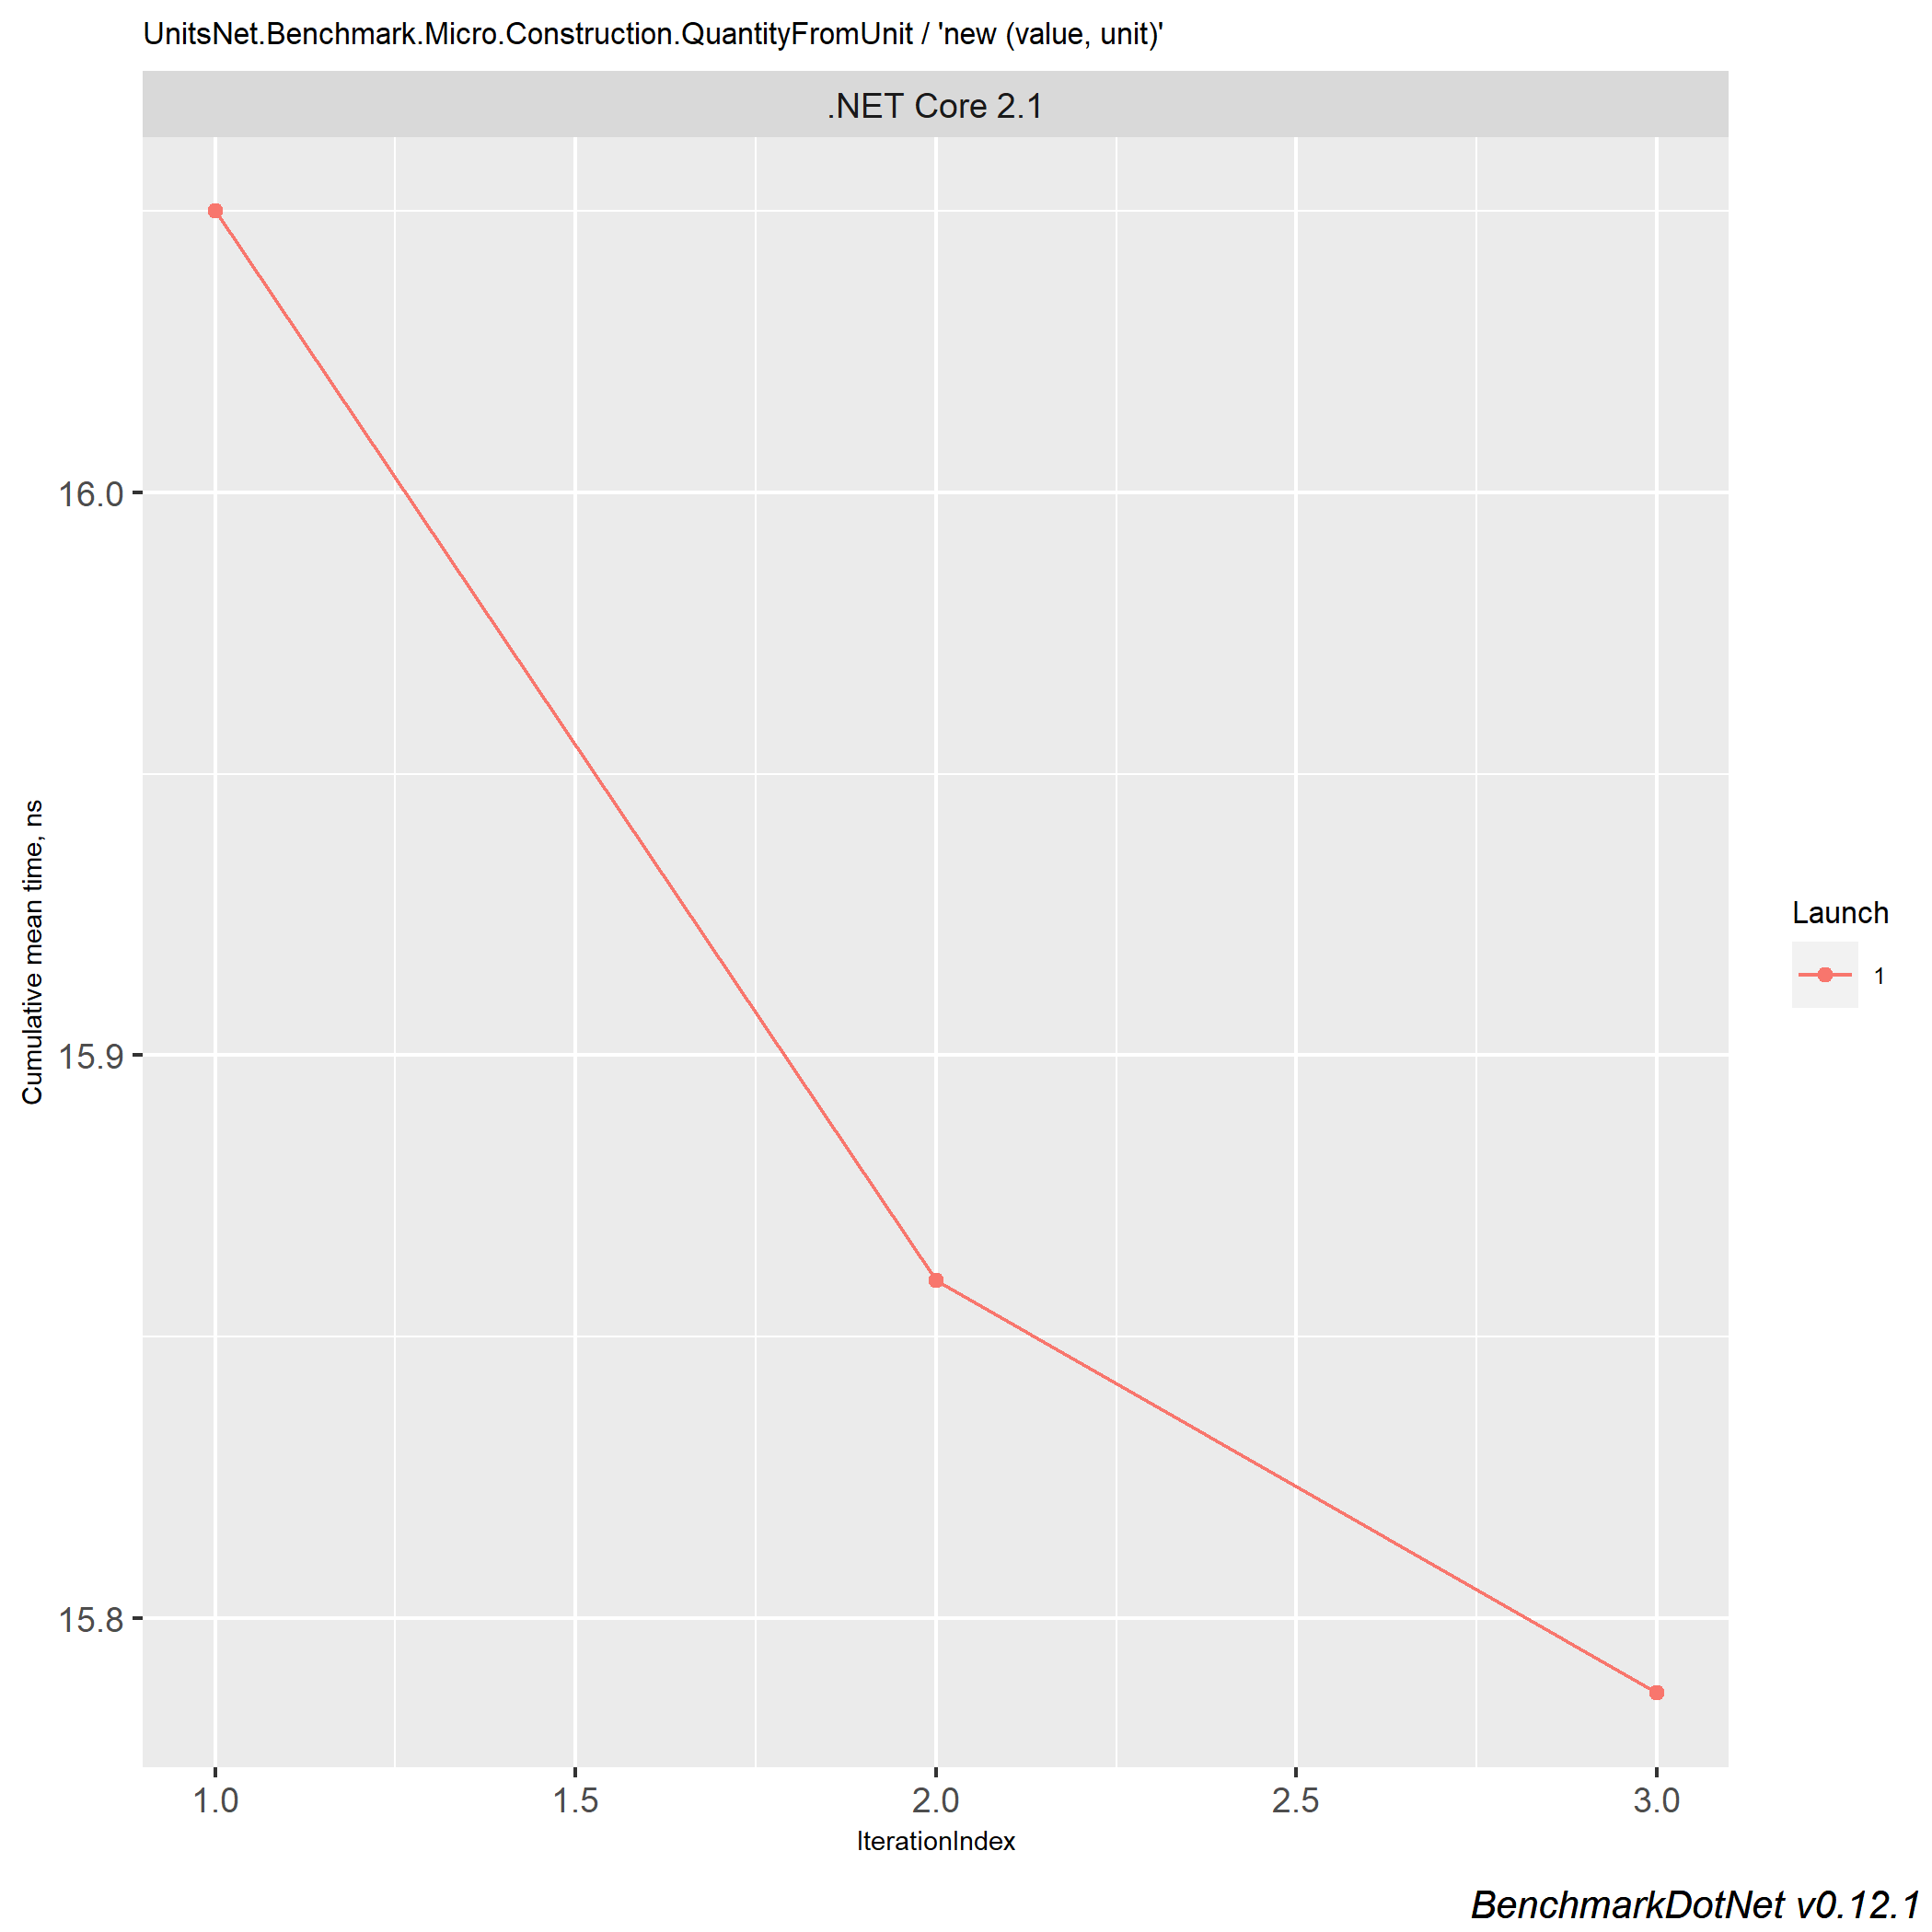 UnitsNet.Benchmark.Micro.Construction.QuantityFromUnit / 'new (value, unit)'
.NET Core 2.1
16.0
15.9
15.8
Cumulative mean time, ns
1.0 1.5 2.0 2.5 3.0
IterationIndex
Launch
1
BenchmarkDotNet v0.12.1